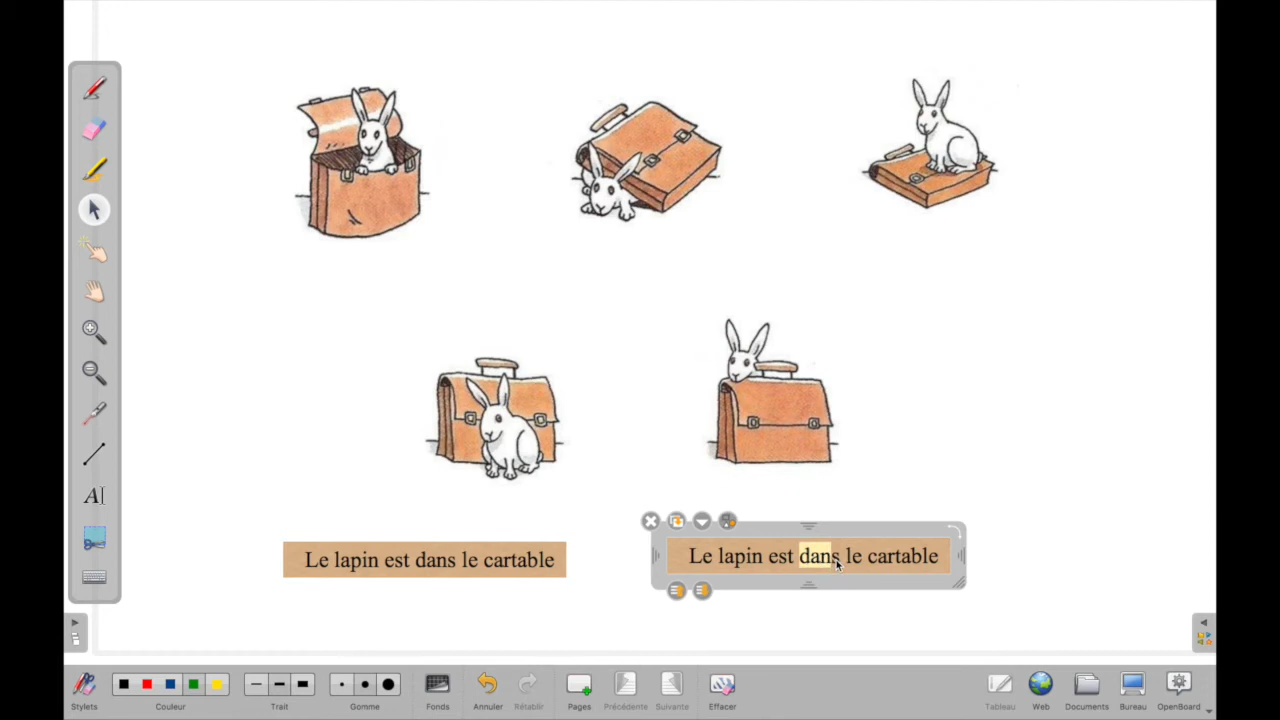 A
Le lapin est dans le cartable
Le lapin est dans le cartable
Stylets
Couleur
Trait
Gomme
Fonds
Annuler
Rétablir
Pages
Précédente
Suivante
Effacer
Tableau
Web
Documents
Bureau
OpenBoard